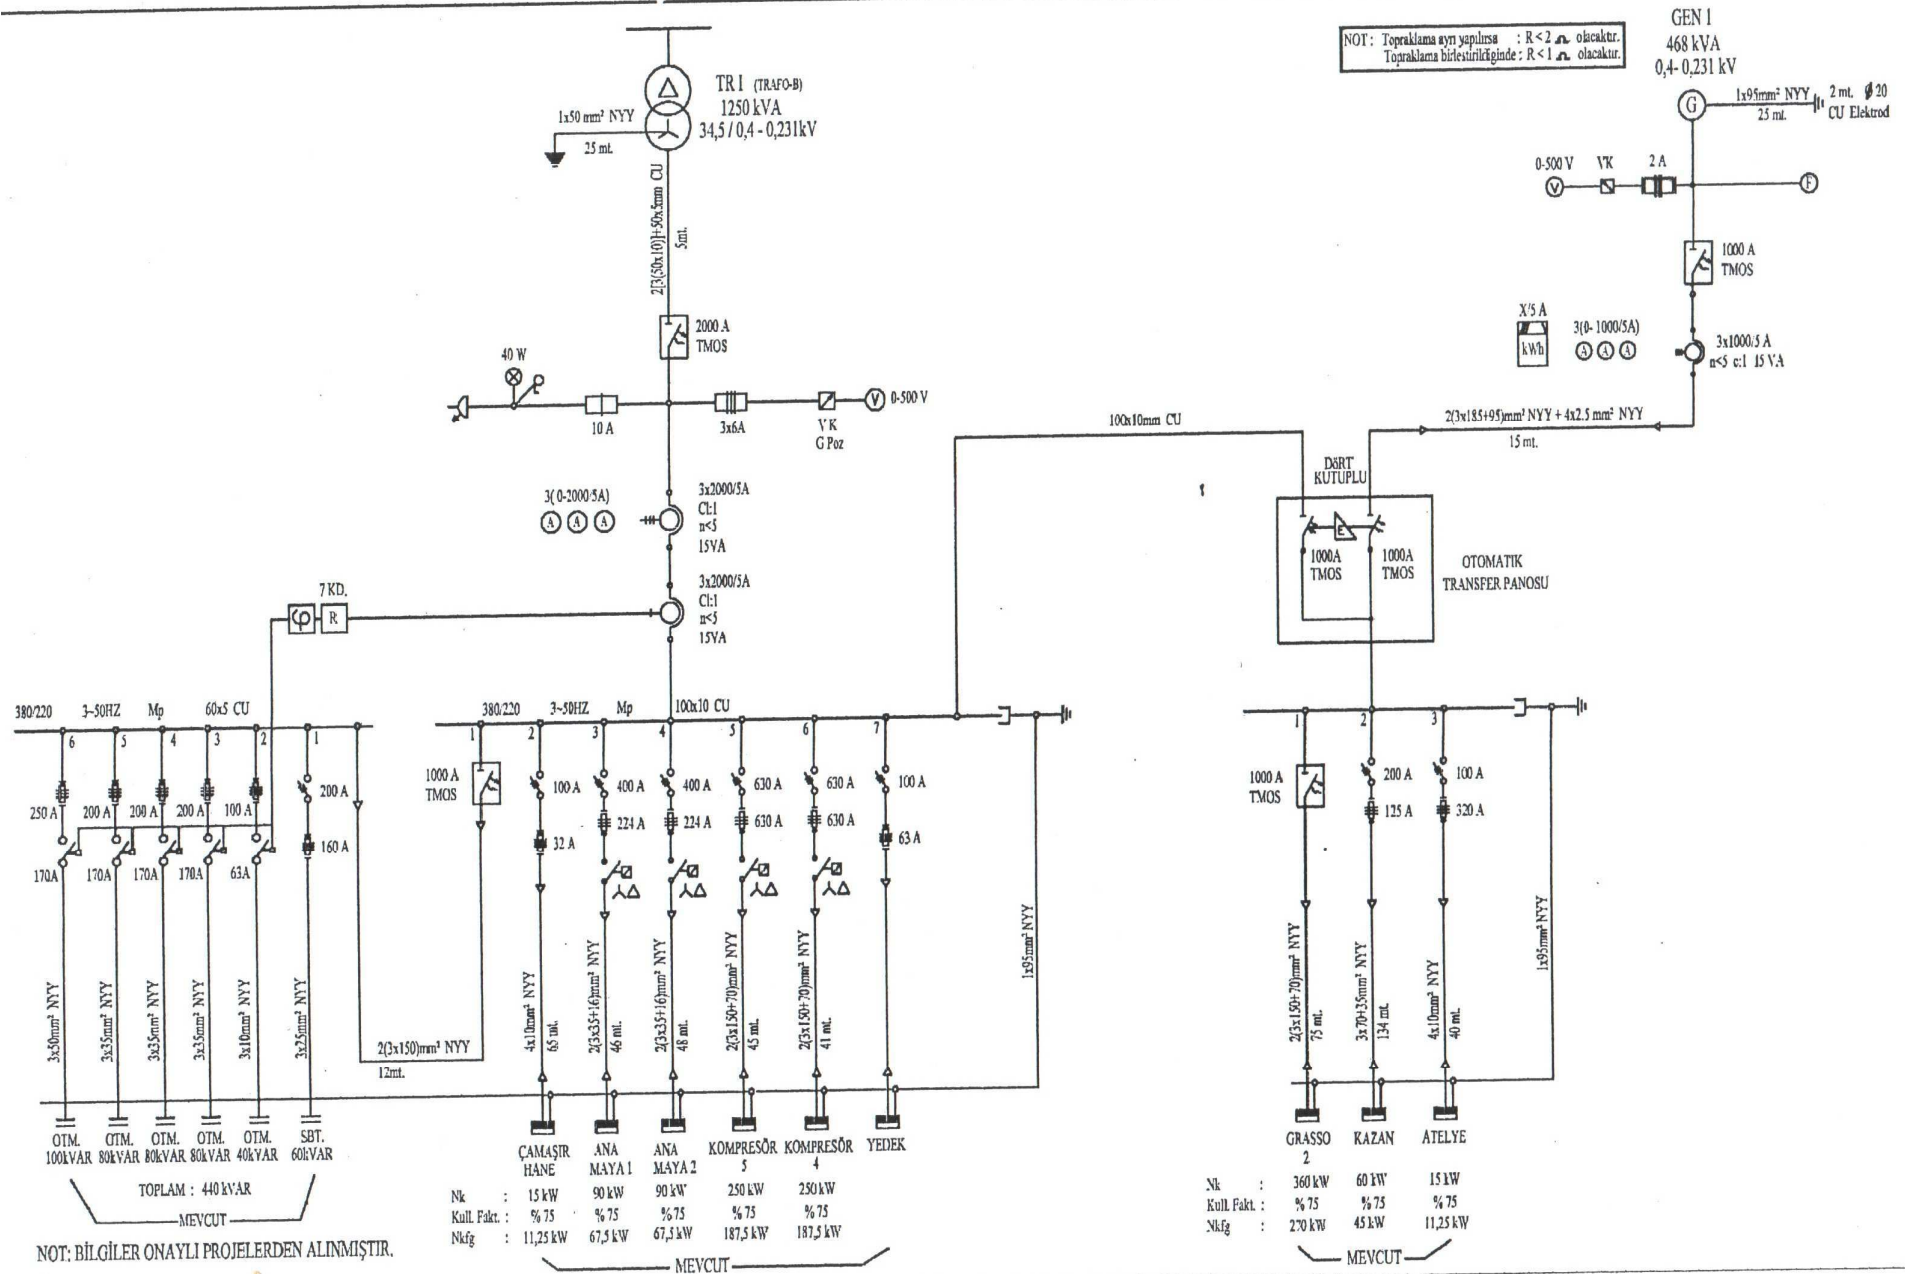 NOT : Topraklama ayrı yapılırsa : R<2 Ω olacaktır.
Topraklama birleştirildiğinde : R<1 Ω olacaktır.
GEN 1
468 kVA
0,4- 0,231 kV
G
1x95mm² NYY
25 mt.
2 mt. ø 20
CU Elektrod
0-500 V
VK
2 A
V
F
1000 A
TMOS
X/5 A
kWh
3(0- 1000/5A)
A A A
3x1000/5 A
n<5 c:1 15 VA
2(3x185+95)mm² NYY + 4x2.5 mm² NYY
15 mt.
TR 1 (TRAFO-B)
1250 kVA
34,5 / 0,4 - 0,231kV
1x50 mm² NYY
25 mt.
2[3(50x10)]+50x5mm CU
5mt.
2000 A
TMOS
40 W
10 A
3x6A
VK
G Poz
V
0-500 V
3( 0-2000/5A)
A A A
3x2000/5A
Cl:1
n<5
15VA
3x2000/5A
Cl:1
n<5
15VA
7 KD.
φ R
100x10mm CU
DöRT
KUTUPLU
E
1000A
TMOS
1000A
TMOS
OTOMATIK
TRANSFER PANOSU
380/220 3~50HZ Mp 60x5 CU
6 5 4 3 2 1
250 A 200 A 200 A 200 A 100 A 200 A
160 A
170A 170A 170A 170A 63A
3x50mm² NYY
3x35mm² NYY
3x35mm² NYY
3x35mm² NYY
3x10mm² NYY
3x25mm² NYY
2(3x150)mm² NYY
12mt.
OTM. OTM. OTM. OTM. OTM. SBT.
100kVAR 80kVAR 80kVAR 80kVAR 40kVAR 60kVAR
TOPLAM : 440 kVAR
MEVCUT
NOT: BİLGİLER ONAYLI PROJELERDEN ALINMIŞTIR.
380/220 3~50HZ Mp 100x10 CU
1 2 3 4 5 6 7
1000 A
TMOS
100 A 400 A 400 A 630 A 630 A 100 A
32 A 224 A 224 A 630 A 630 A 63 A
4x10mm² NYY
65 mt.
2(3x35+16)mm² NYY
46 mt.
2(3x35+16)mm² NYY
48 mt.
2(3x150+70)mm² NYY
45 mt.
2(3x150+70)mm² NYY
41 mt.
1x95mm² NYY
ÇAMAŞIR
HANE
ANA
MAYA 1
ANA
MAYA 2
KOMPRESÖR
5
KOMPRESÖR
4
YEDEK
Nk : 15 kW 90 kW 90 kW 250 kW 250 kW
Kull. Fakt. : % 75 % 75 % 75 % 75 % 75
Nkfg : 11,25 kW 67,5 kW 67,5 kW 187,5 kW 187,5 kW
MEVCUT
1 2 3
1000 A
TMOS
200 A 100 A
125 A 320 A
2(3x150+70)mm² NYY
75 mt.
3x70+35mm² NYY
134 mt.
4x10mm² NYY
40 mt.
1x95mm² NYY
GRASSO
2
KAZAN
ATELYE
Nk : 360 kW 60 kW 15 kW
Kull. Fakt. : % 75 % 75 % 75
Nkfg : 270 kW 45 kW 11,25 kW
MEVCUT